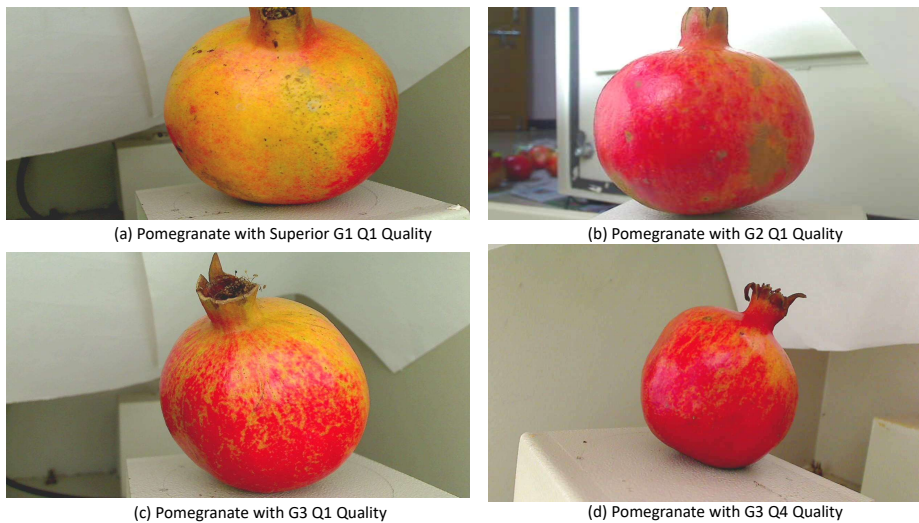 (a) Pomegranate with Superior G1 Q1 Quality
(b) Pomegranate with G2 Q1 Quality
(c) Pomegranate with G3 Q1 Quality
(d) Pomegranate with G3 Q4 Quality